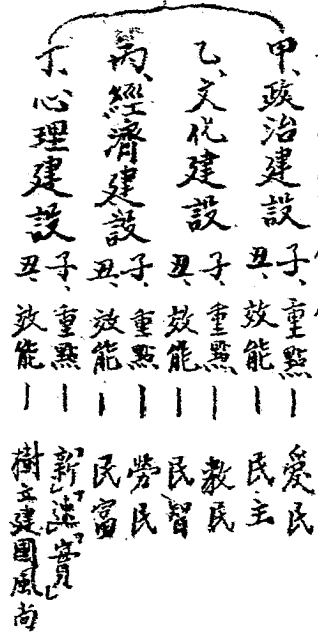 甲、政治建設
子、重點—愛民
丑、效能—民主
乙、文化建設
子、重點—教民
丑、效能—民智
丙、經濟建設
子、重點—勞民
丑、效能—民富
丁、心理建設
子、重點—「新」「速」「實」
丑、效能—樹立建國風尚